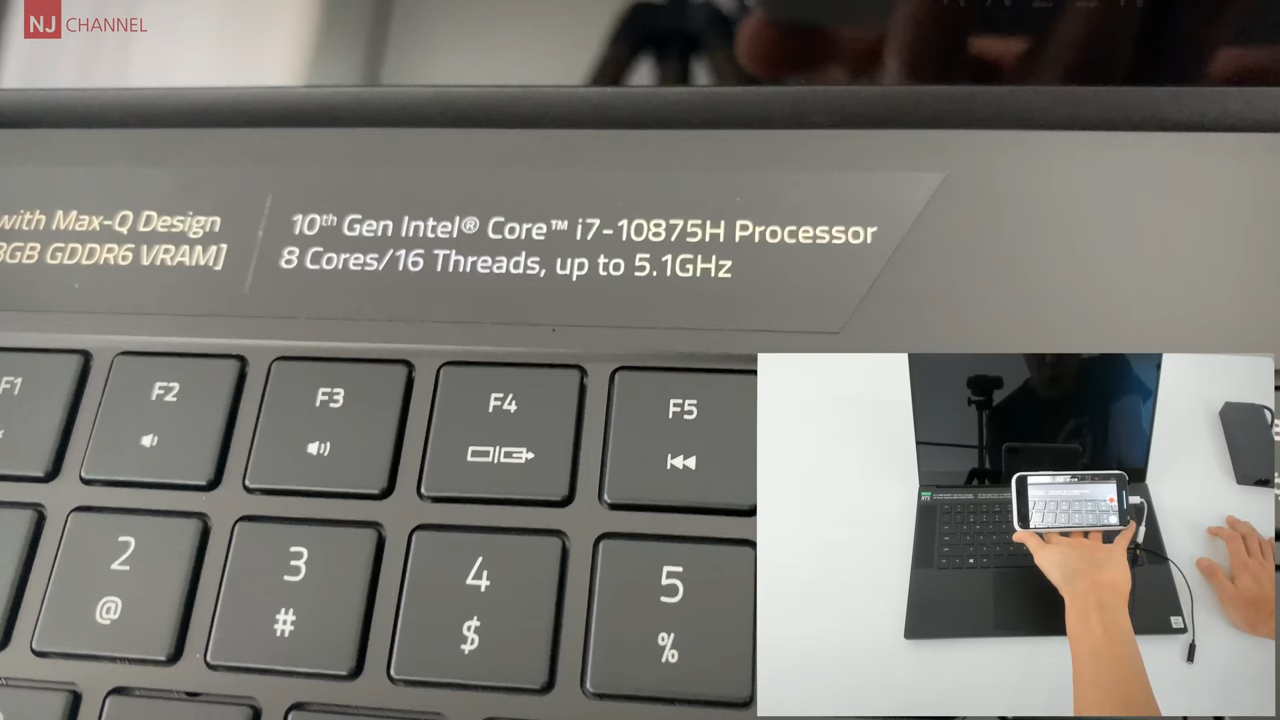 NJ CHANNEL
with Max-Q Design
8GB GDDR6 VRAM]
10th Gen Intel® Core™ i7-10875H Processor
8 Cores/16 Threads, up to 5.1GHz
F1
F2
F3
F4
F5
2
3
4
5
@
#
$
%